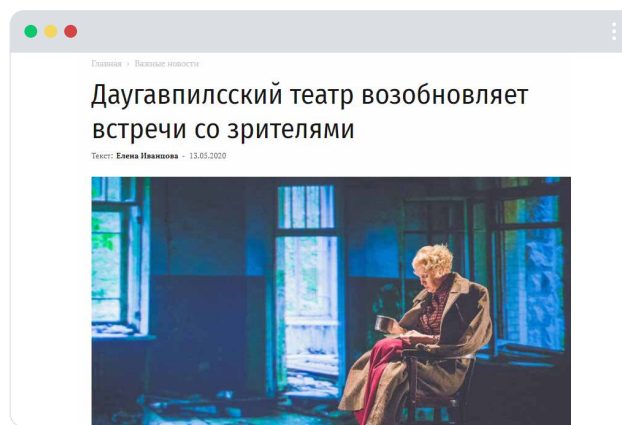 Главная › Важные новости
Даугавпилсский театр возобновляет
встречи со зрителями
Текст: Елена Иванцова - 13.05.2020